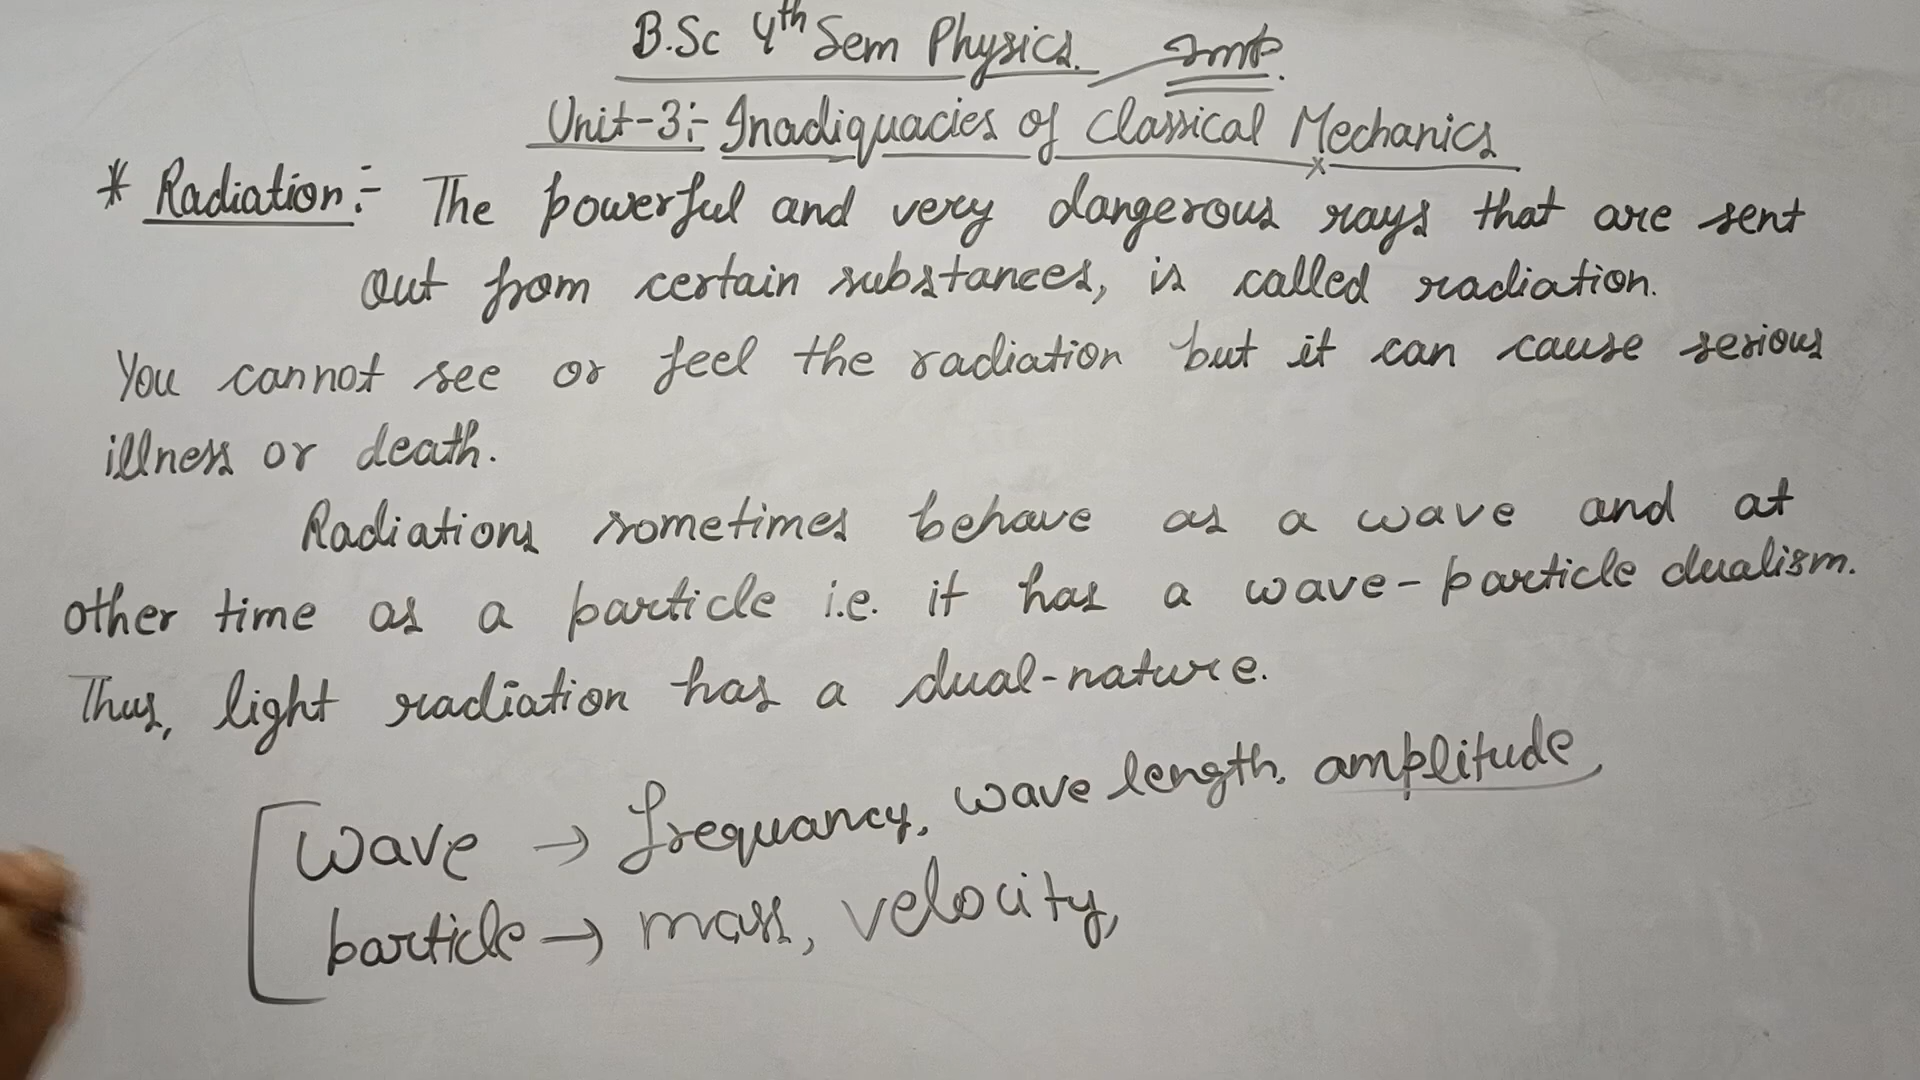 B.Sc 4th Sem Physics. Imp.
Unit-3:- Inadiquacies of Classical Mechanics
* Radiation:- The powerful and very dangerous rays that are sent
out from certain substances, is called radiation.
You cannot see or feel the radiation but it can cause serious
illness or death.
Radiations sometimes behave as a wave and at
other time as a particle i.e. it has a wave-particle dualism.
Thus, light radiation has a dual-nature.
Wave → frequancy, wave length, amplitude,
particle → mass, velocity,